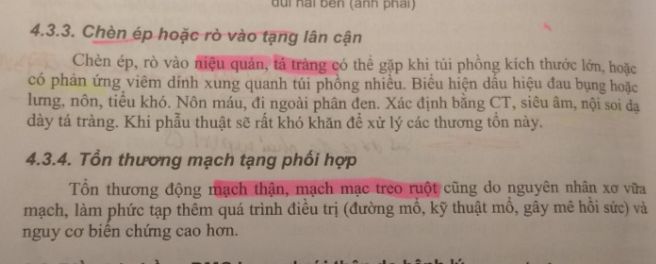 đùi hai bên (ảnh phải)
4.3.3. Chèn ép hoặc rò vào tạng lân cận
Chèn ép, rò vào niệu quản, tá tràng có thể gặp khi túi phồng kích thước lớn, hoặc
có phản ứng viêm dính xung quanh túi phồng nhiều. Biểu hiện dấu hiệu đau bụng hoặc
lưng, nôn, tiểu khó. Nôn máu, đi ngoài phân đen. Xác định bằng CT, siêu âm, nội soi dạ
dày tá tràng. Khi phẫu thuật sẽ rất khó khăn để xử lý các thương tổn này.
4.3.4. Tổn thương mạch tạng phối hợp
Tổn thương động mạch thận, mạch mạc treo ruột cũng do nguyên nhân xơ vữa
mạch, làm phức tạp thêm quá trình điều trị (đường mổ, kỹ thuật mổ, gây mê hồi sức) và
nguy cơ biến chứng cao hơn.